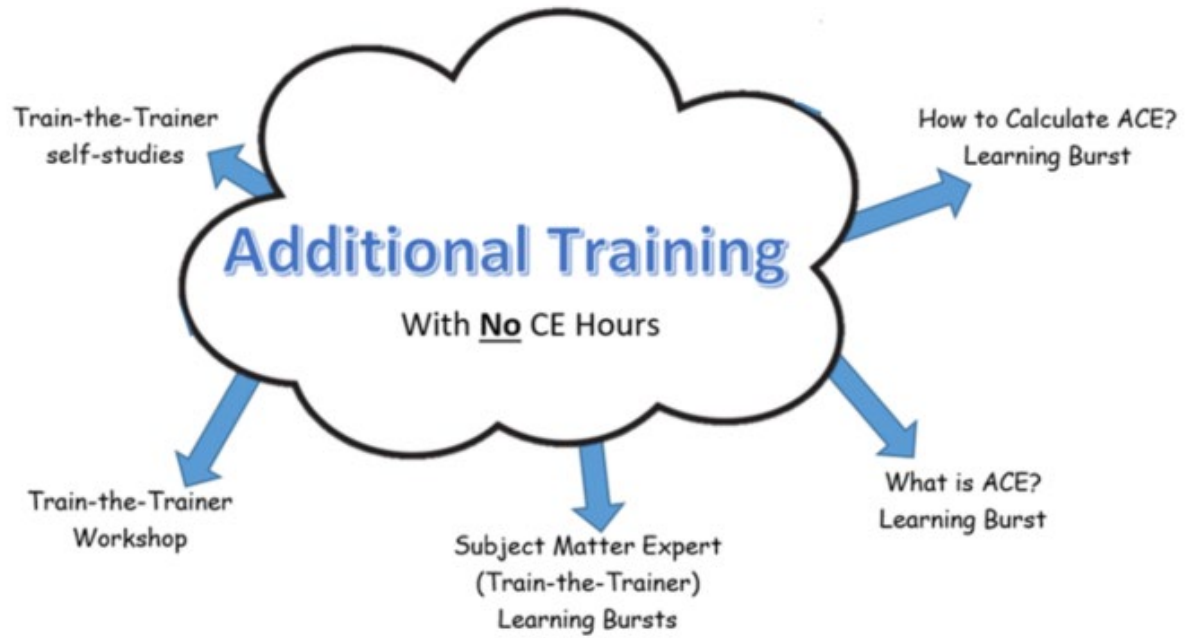 Train-the-Trainer
self-studies
How to Calculate ACE?
Learning Burst
Additional Training
With No CE Hours
Train-the-Trainer
Workshop
Subject Matter Expert
(Train-the-Trainer)
Learning Bursts
What is ACE?
Learning Burst